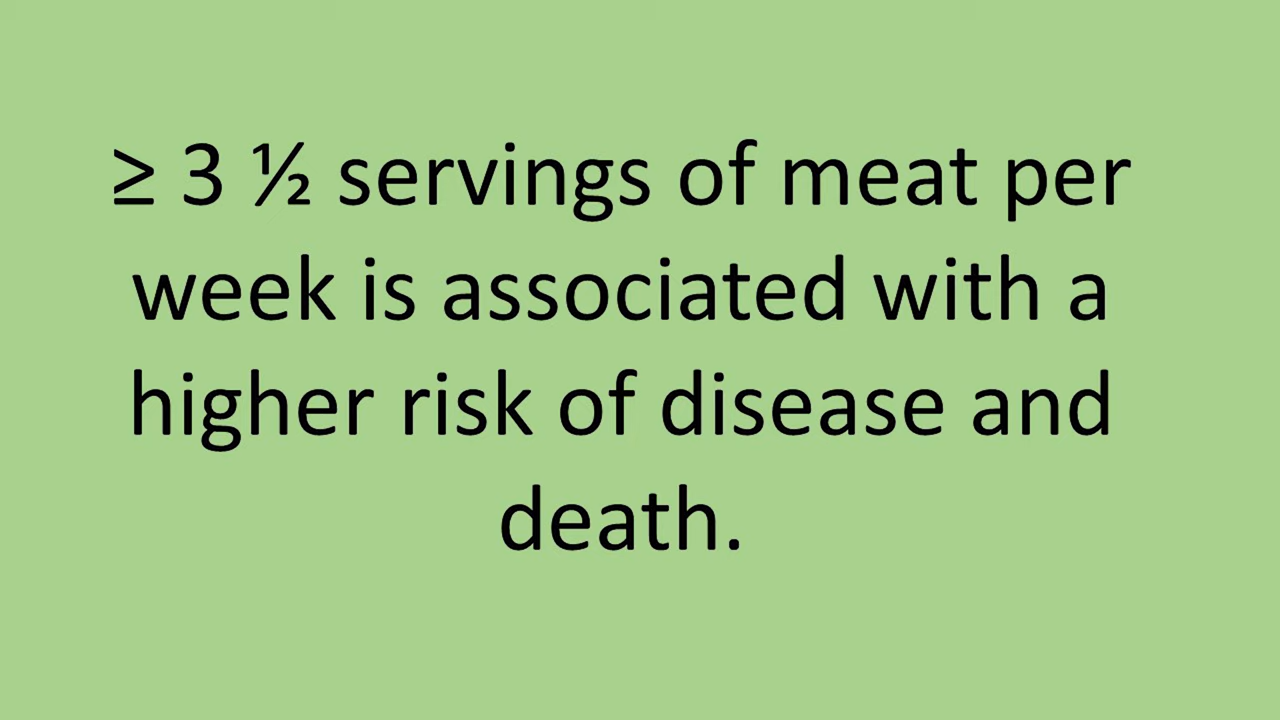 ≥ 3 ½ servings of meat per
week is associated with a
higher risk of disease and
death.